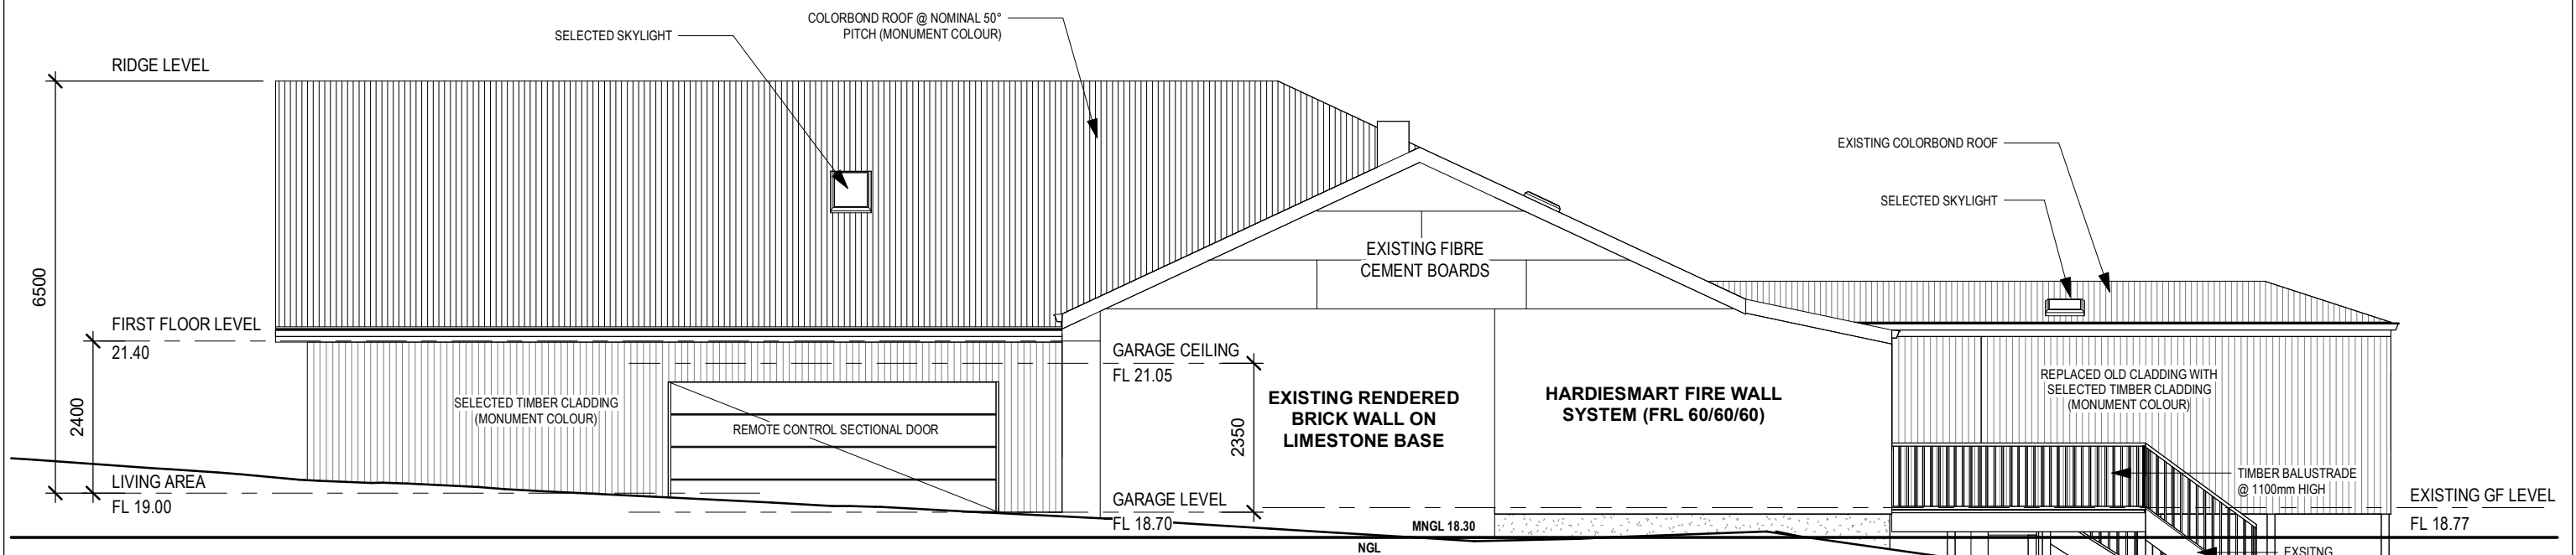 COLORBOND ROOF @ NOMINAL 50°
PITCH (MONUMENT COLOUR)
SELECTED SKYLIGHT
RIDGE LEVEL
EXISTING COLORBOND ROOF
SELECTED SKYLIGHT
EXISTING FIBRE
CEMENT BOARDS
6500
FIRST FLOOR LEVEL
21.40
2400
GARAGE CEILING
FL 21.05
2350
SELECTED TIMBER CLADDING
(MONUMENT COLOUR)
REMOTE CONTROL SECTIONAL DOOR
EXISTING RENDERED
BRICK WALL ON
LIMESTONE BASE
HARDIESMART FIRE WALL
SYSTEM (FRL 60/60/60)
REPLACED OLD CLADDING WITH
SELECTED TIMBER CLADDING
(MONUMENT COLOUR)
TIMBER BALUSTRADE
@ 1100mm HIGH
LIVING AREA
FL 19.00
GARAGE LEVEL
FL 18.70
MNGL 18.30
NGL
EXISTING GF LEVEL
FL 18.77
EXSITNG